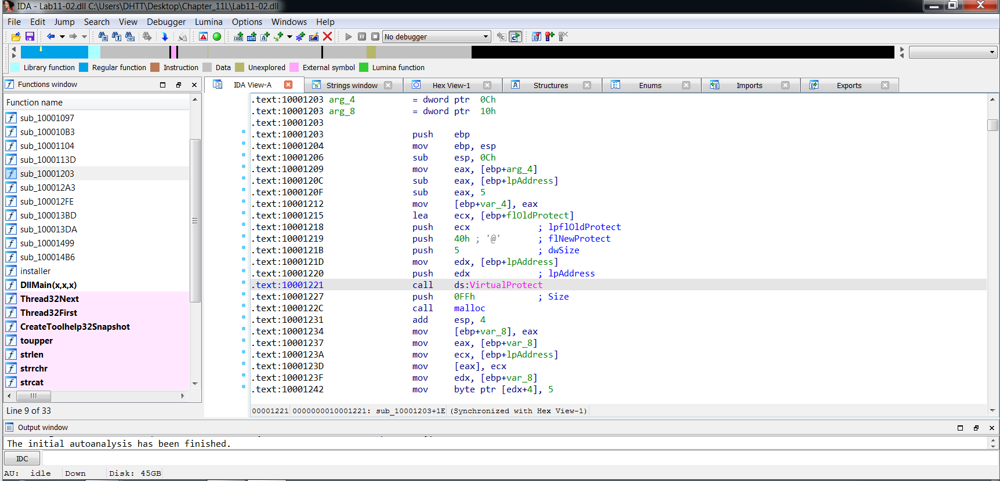 IDA - Lab11-02.dll C:\Users\DHTT\Desktop\Chapter_11L\Lab11-02.dll
File Edit Jump Search View Debugger Lumina Options Windows Help
No debugger
Library function Regular function Instruction Data Unexplored External symbol Lumina function
Functions window
IDA View-A Strings window Hex View-1 Structures Enums Imports Exports
Function name
sub_10001097
sub_100010B3
sub_10001104
sub_1000113D
sub_10001203
sub_100012A3
sub_100012FE
sub_100013BD
sub_100013DA
sub_10001499
sub_100014B6
installer
DllMain(x,x,x)
Thread32Next
Thread32First
CreateToolhelp32Snapshot
toupper
strlen
strrchr
strcat
Line 9 of 33
.text:10001203 arg_4 = dword ptr 0Ch
.text:10001203 arg_8 = dword ptr 10h
.text:10001203
.text:10001203 push ebp
.text:10001204 mov ebp, esp
.text:10001206 sub esp, 0Ch
.text:10001209 mov eax, [ebp+arg_4]
.text:1000120C sub eax, [ebp+lpAddress]
.text:1000120F sub eax, 5
.text:10001212 mov [ebp+var_4], eax
.text:10001215 lea ecx, [ebp+flOldProtect]
.text:10001218 push ecx ; lpflOldProtect
.text:10001219 push 40h ; '@' ; flNewProtect
.text:1000121B push 5 ; dwSize
.text:1000121D mov edx, [ebp+lpAddress]
.text:10001220 push edx ; lpAddress
.text:10001221 call ds:VirtualProtect
.text:10001227 push 0FFh ; Size
.text:1000122C call malloc
.text:10001231 add esp, 4
.text:10001234 mov [ebp+var_8], eax
.text:10001237 mov eax, [ebp+var_8]
.text:1000123A mov ecx, [ebp+lpAddress]
.text:1000123D mov [eax], ecx
.text:1000123F mov edx, [ebp+var_8]
.text:10001242 mov byte ptr [edx+4], 5
00001221 0000000010001221: sub_10001203+1E (Synchronized with Hex View-1)
Output window
The initial autoanalysis has been finished.
IDC
AU: idle Down Disk: 45GB